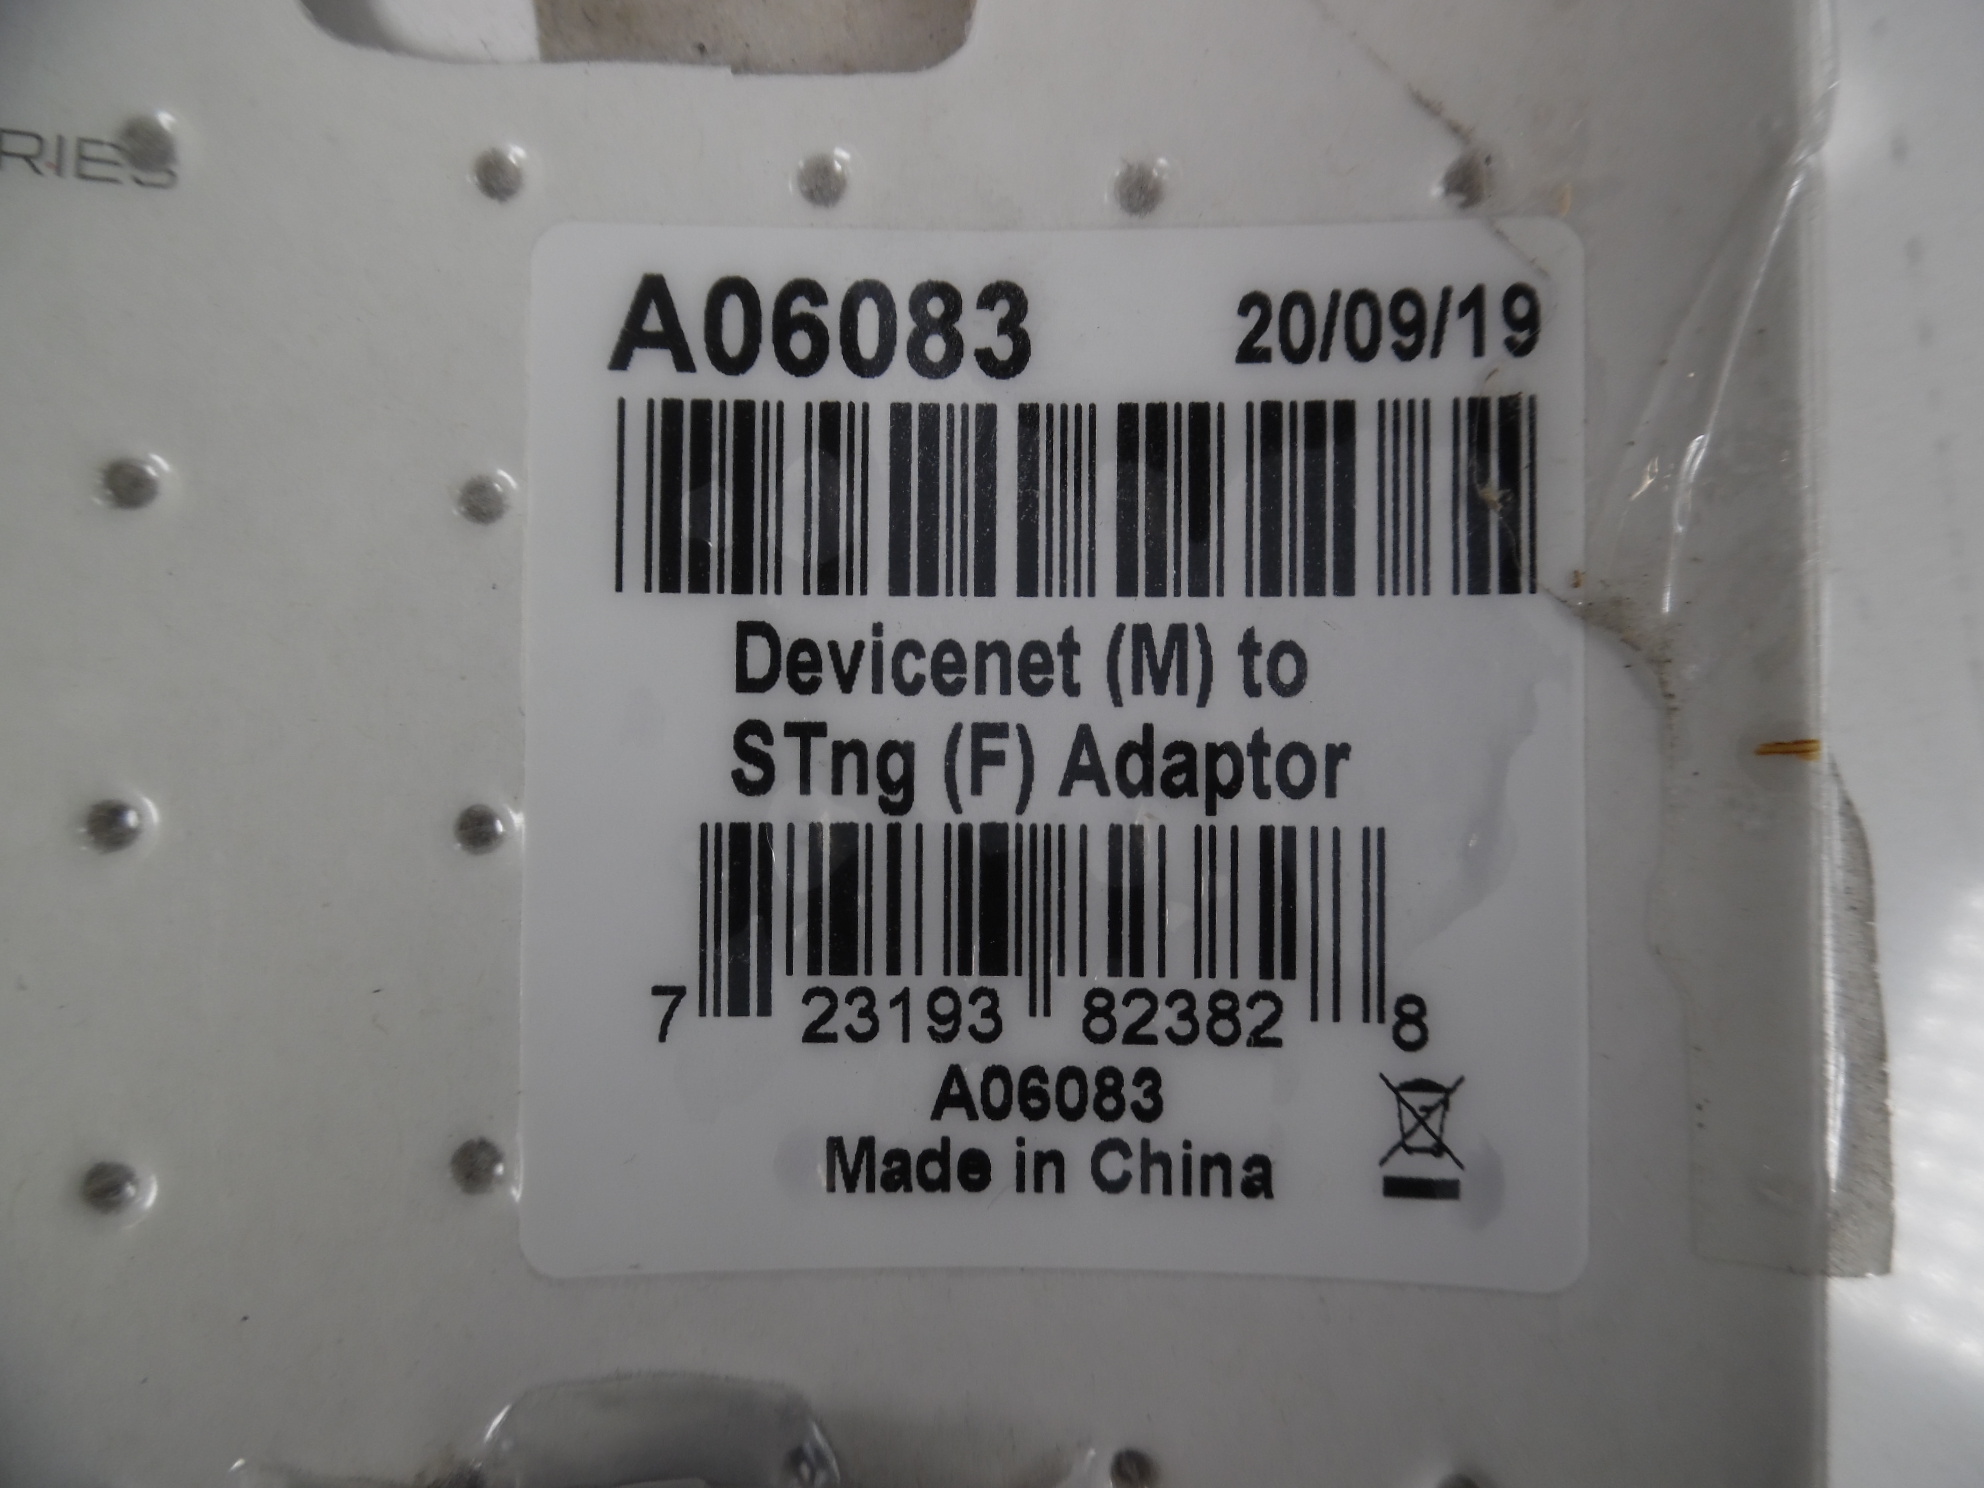 RIES
A06083 20/09/19
Devicenet (M) to
STng (F) Adaptor
7 23193 82382 8
A06083
Made in China